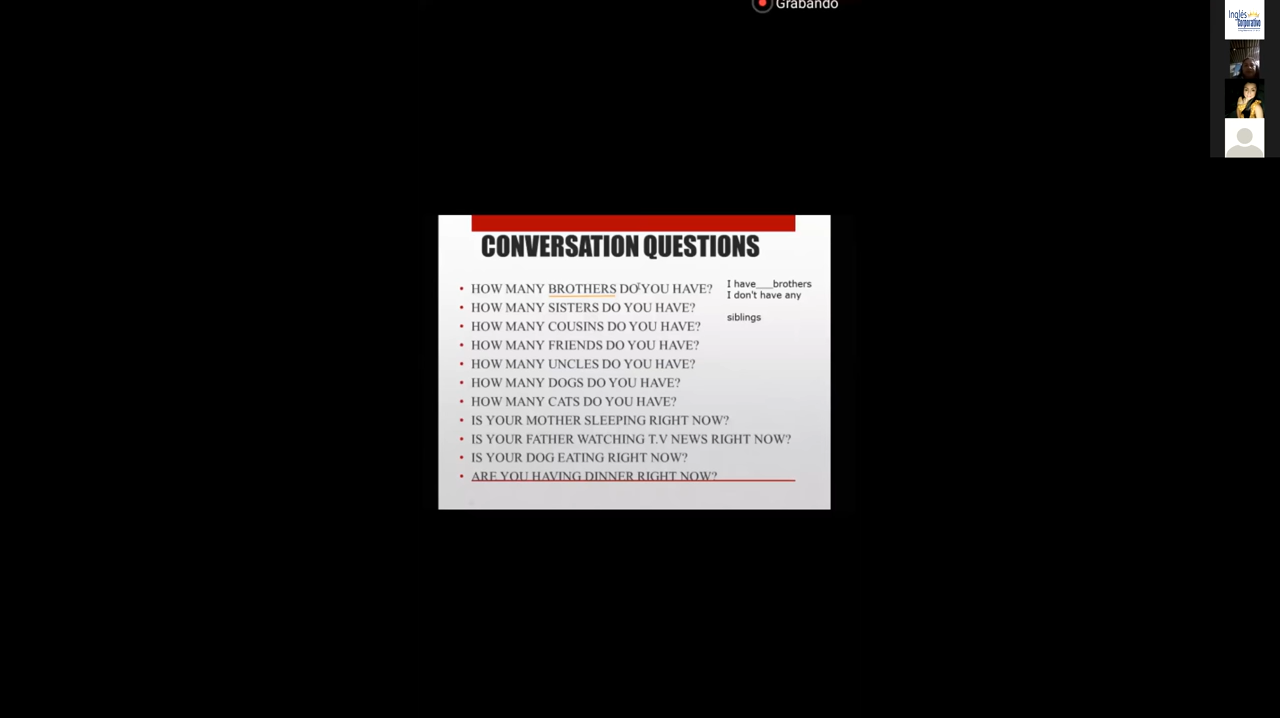 Grabando
Inglés
corporativo
CONVERSATION QUESTIONS
• HOW MANY BROTHERS DO YOU HAVE?
• HOW MANY SISTERS DO YOU HAVE?
• HOW MANY COUSINS DO YOU HAVE?
• HOW MANY FRIENDS DO YOU HAVE?
• HOW MANY UNCLES DO YOU HAVE?
• HOW MANY DOGS DO YOU HAVE?
• HOW MANY CATS DO YOU HAVE?
• IS YOUR MOTHER SLEEPING RIGHT NOW?
• IS YOUR FATHER WATCHING T.V NEWS RIGHT NOW?
• IS YOUR DOG EATING RIGHT NOW?
• ARE YOU HAVING DINNER RIGHT NOW?
I have___brothers
I don't have any
siblings